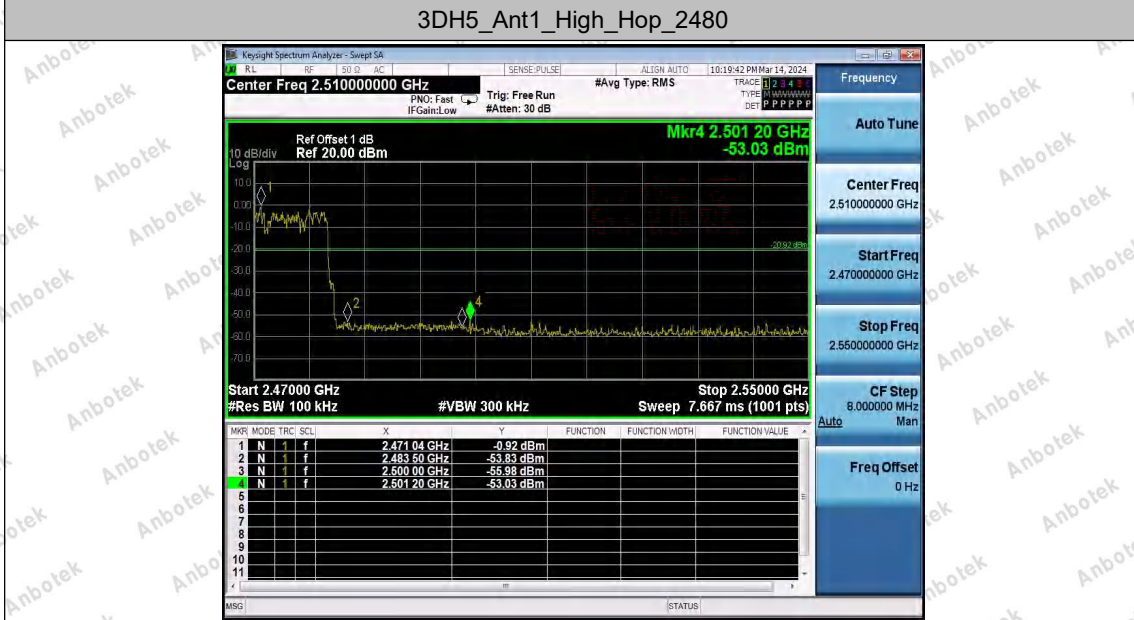 3DH5_Ant1_High_Hop_2480
Keysight Spectrum Analyzer - Swept SA
RL RF 50 Ω AC SENSE:PULSE ALIGN AUTO 10:19:42 PM Mar 14, 2024
Center Freq 2.510000000 GHz
PNO: Fast
IFGain:Low
Trig: Free Run
#Atten: 30 dB
#Avg Type: RMS
TRACE 1 2 3 4 5 6
TYPE M WWWWW
DET P P P P P P
Frequency
Auto Tune
Center Freq
2.510000000 GHz
Start Freq
2.470000000 GHz
Stop Freq
2.550000000 GHz
CF Step
8.000000 MHz
Auto Man
Freq Offset
0 Hz
Mkr4 2.501 20 GHz
-53.03 dBm
Ref Offset 1 dB
10 dB/div Ref 20.00 dBm
Log
10.0
0.00
-10.0
-20.0
-30.0
-40.0
-50.0
-60.0
-70.0
1
2
4
-20.92 dBm
Start 2.47000 GHz Stop 2.55000 GHz
#Res BW 100 kHz #VBW 300 kHz Sweep 7.667 ms (1001 pts)
MKR MODE TRC SCL X Y FUNCTION FUNCTION WIDTH FUNCTION VALUE
1 N 1 f 2.471 04 GHz -0.92 dBm
2 N 1 f 2.483 50 GHz -53.83 dBm
3 N 1 f 2.500 00 GHz -55.98 dBm
4 N 1 f 2.501 20 GHz -53.03 dBm
5
6
7
8
9
10
11
MSG STATUS
Anbotek